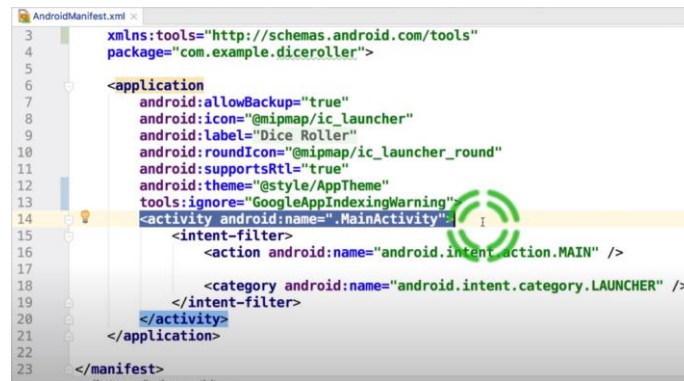 AndroidManifest.xml
3 xmlns:tools="http://schemas.android.com/tools"
4 package="com.example.diceroller">
5
6 <application
7 android:allowBackup="true"
8 android:icon="@mipmap/ic_launcher"
9 android:label="Dice Roller"
10 android:roundIcon="@mipmap/ic_launcher_round"
11 android:supportsRtl="true"
12 android:theme="@style/AppTheme"
13 tools:ignore="GoogleAppIndexingWarning">
14 <activity android:name=".MainActivity">
15 <intent-filter>
16 <action android:name="android.intent.action.MAIN" />
17
18 <category android:name="android.intent.category.LAUNCHER" />
19 </intent-filter>
20 </activity>
21 </application>
22
23 </manifest>